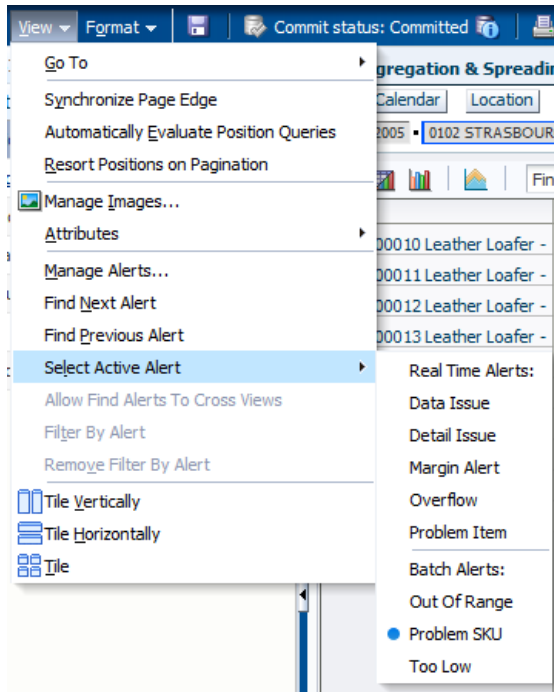 View Format Commit status: Committed
Go To
Synchronize Page Edge
Automatically Evaluate Position Queries
Resort Positions on Pagination
Manage Images...
Attributes
Manage Alerts...
Find Next Alert
Find Previous Alert
Select Active Alert
Allow Find Alerts To Cross Views
Filter By Alert
Remove Filter By Alert
Tile Vertically
Tile Horizontally
Tile
gregation & Spreadin
Calendar Location
2005 0102 STRASBOUR
Fin
00010 Leather Loafer -
00011 Leather Loafer -
00012 Leather Loafer -
00013 Leather Loafer -
Real Time Alerts:
Data Issue
Detail Issue
Margin Alert
Overflow
Problem Item
Batch Alerts:
Out Of Range
Problem SKU
Too Low